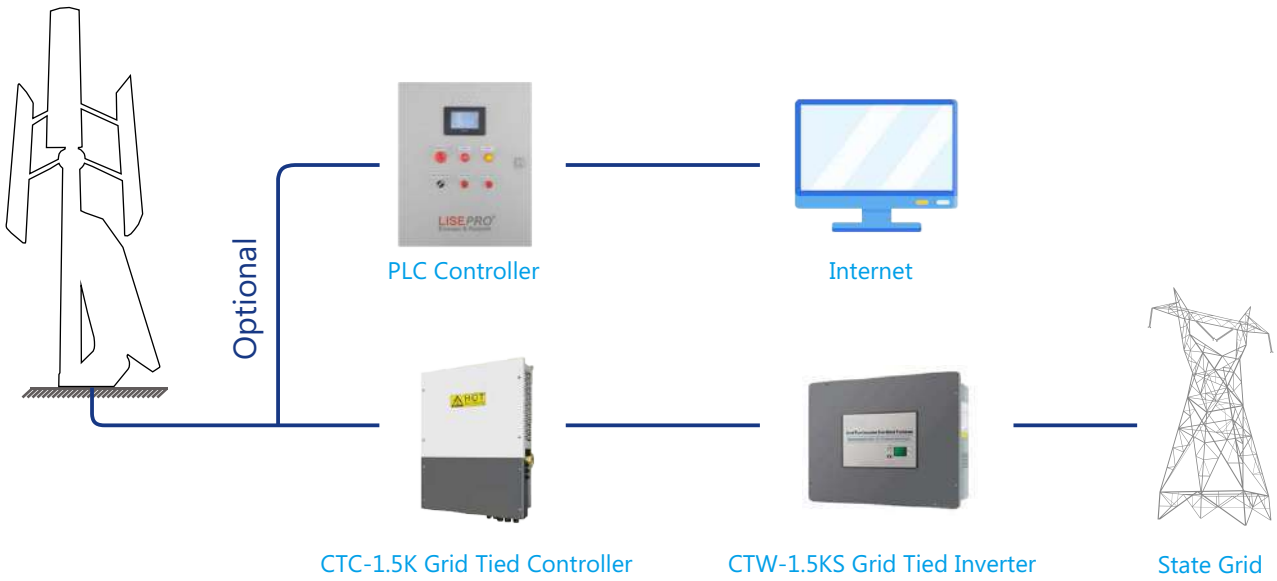 Optional
LISEPRO®
PLC Controller
Internet
HOT
CTC-1.5K Grid Tied Controller
CTW-1.5KS Grid Tied Inverter
State Grid